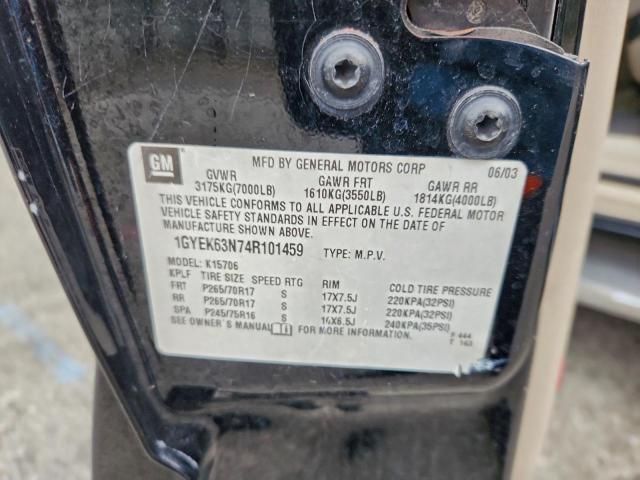 GM
MFD BY GENERAL MOTORS CORP 06/03
GVWR GAWR FRT GAWR RR
3175KG(7000LB) 1610KG(3550LB) 1814KG(4000LB)
THIS VEHICLE CONFORMS TO ALL APPLICABLE U.S. FEDERAL MOTOR
VEHICLE SAFETY STANDARDS IN EFFECT ON THE DATE OF
MANUFACTURE SHOWN ABOVE.
1GYEK63N74R101459 TYPE: M.P.V.
MODEL: K15706
KPLF TIRE SIZE SPEED RTG RIM COLD TIRE PRESSURE
FRT P265/70R17 S 17X7.5J 220KPA(32PSI)
RR P265/70R17 S 17X7.5J 220KPA(32PSI)
SPA P245/75R16 S 16X6.5J 240KPA(35PSI)
SEE OWNER'S MANUAL FOR MORE INFORMATION.
F 444
T 163